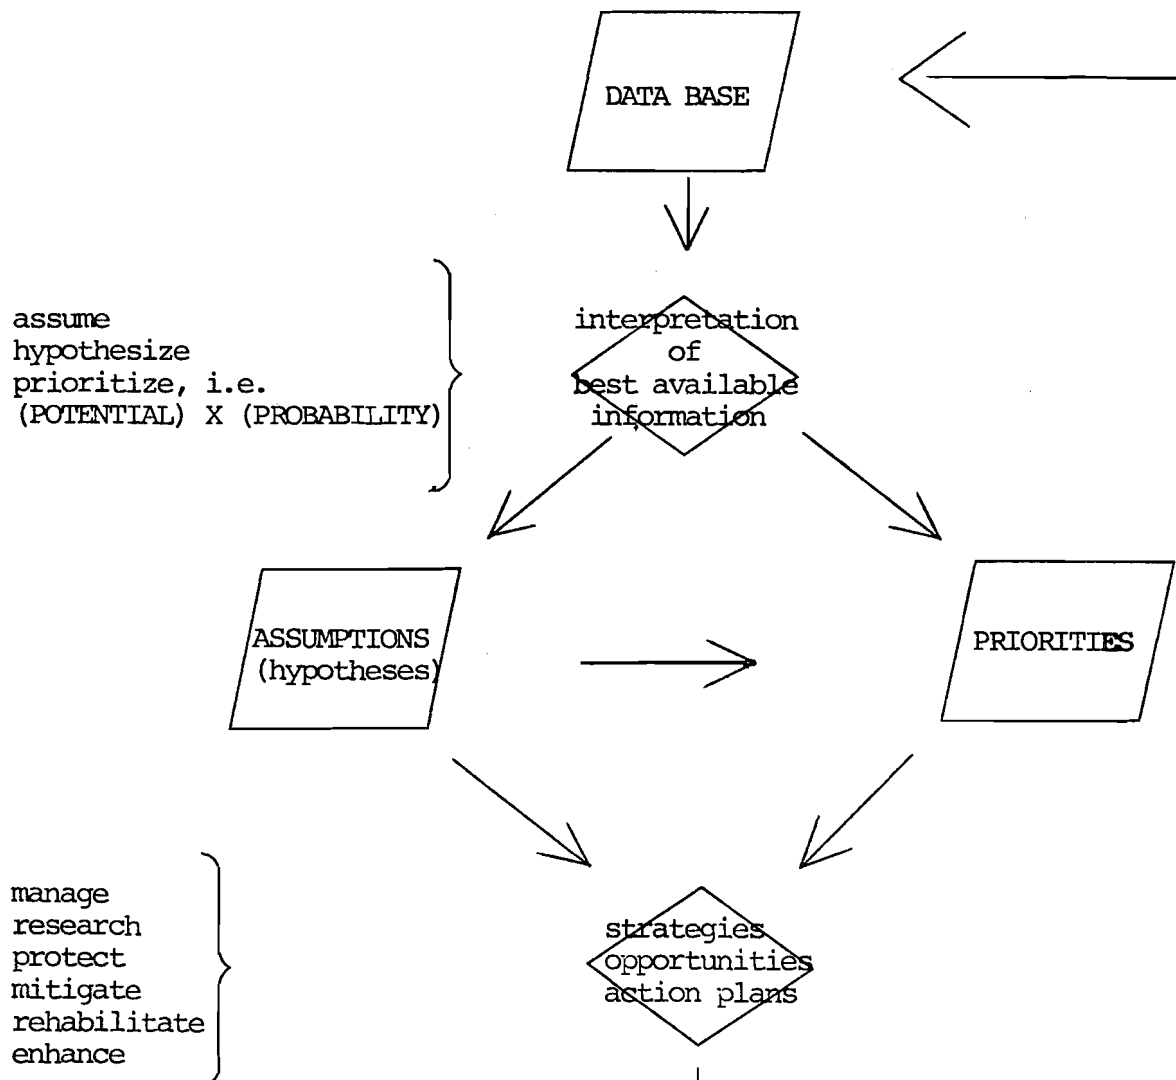 DATA BASE
assume
hypothesize
prioritize, i.e.
(POTENTIAL) X (PROBABILITY)
interpretation
of
best available
information
ASSUMPTIONS
(hypotheses)
PRIORITIES
manage
research
protect
mitigate
rehabilitate
enhance
strategies
opportunities
action plans